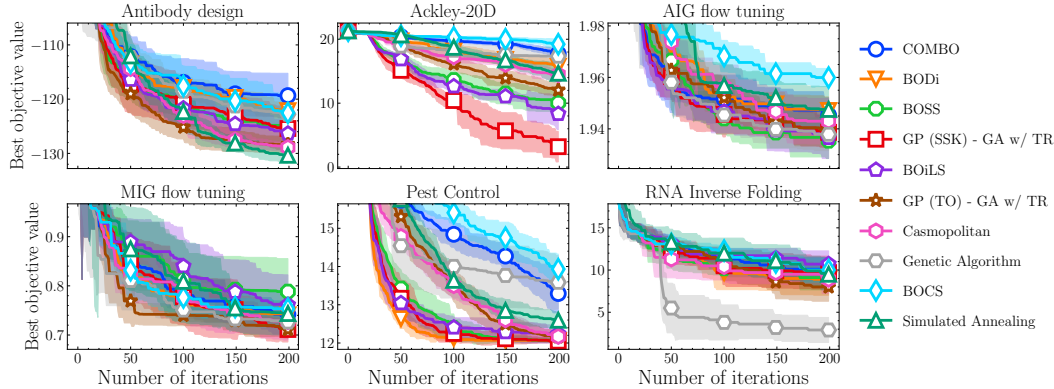 Antibody design
Ackley-20D
AIG flow tuning
Best objective value
−110
−120
−130
20
10
0
1.98
1.96
1.94
MIG flow tuning
Pest Control
RNA Inverse Folding
Best objective value
0.9
0.8
0.7
15
14
13
12
15
10
5
0 50 100 150 200
0 50 100 150 200
0 50 100 150 200
Number of iterations
Number of iterations
Number of iterations
COMBO
BODi
BOSS
GP (SSK) - GA w/ TR
BOiLS
GP (TO) - GA w/ TR
Casmopolitan
Genetic Algorithm
BOCS
Simulated Annealing